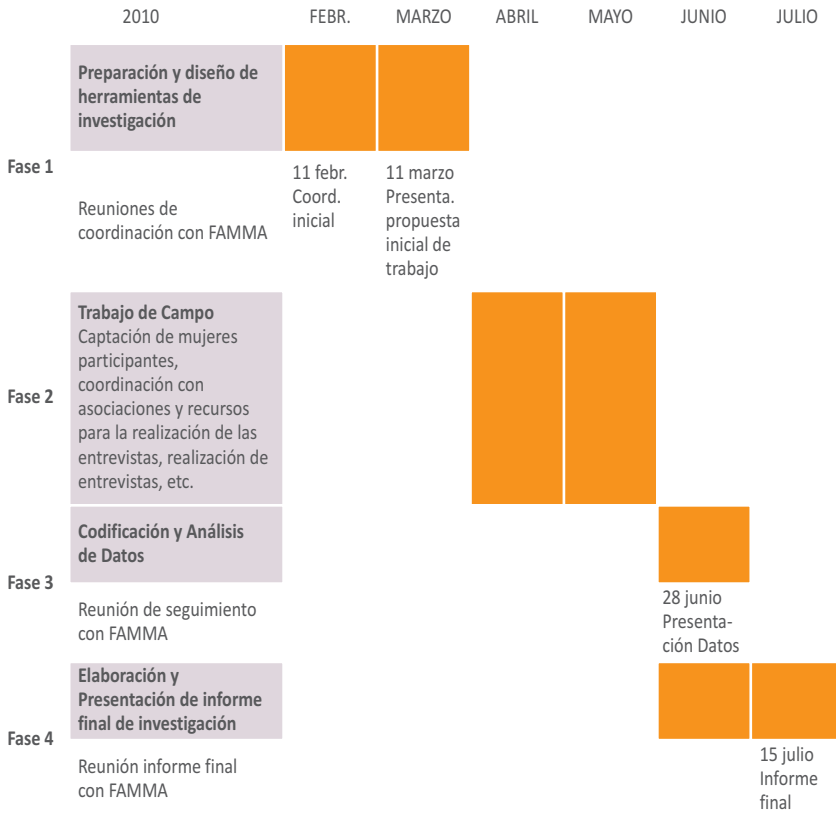 2010 FEBR. MARZO ABRIL MAYO JUNIO JULIO
Fase 1
Preparación y diseño de
herramientas de
investigación
Reuniones de
coordinación con FAMMA
11 febr.
Coord.
inicial
11 marzo
Presenta.
propuesta
inicial de
trabajo
Fase 2
Trabajo de Campo
Captación de mujeres
participantes,
coordinación con
asociaciones y recursos
para la realización de las
entrevistas, realización de
entrevistas, etc.
Fase 3
Codificación y Análisis
de Datos
Reunión de seguimiento
con FAMMA
28 junio
Presenta-
ción Datos
Fase 4
Elaboración y
Presentación de informe
final de investigación
Reunión informe final
con FAMMA
15 julio
Informe
final